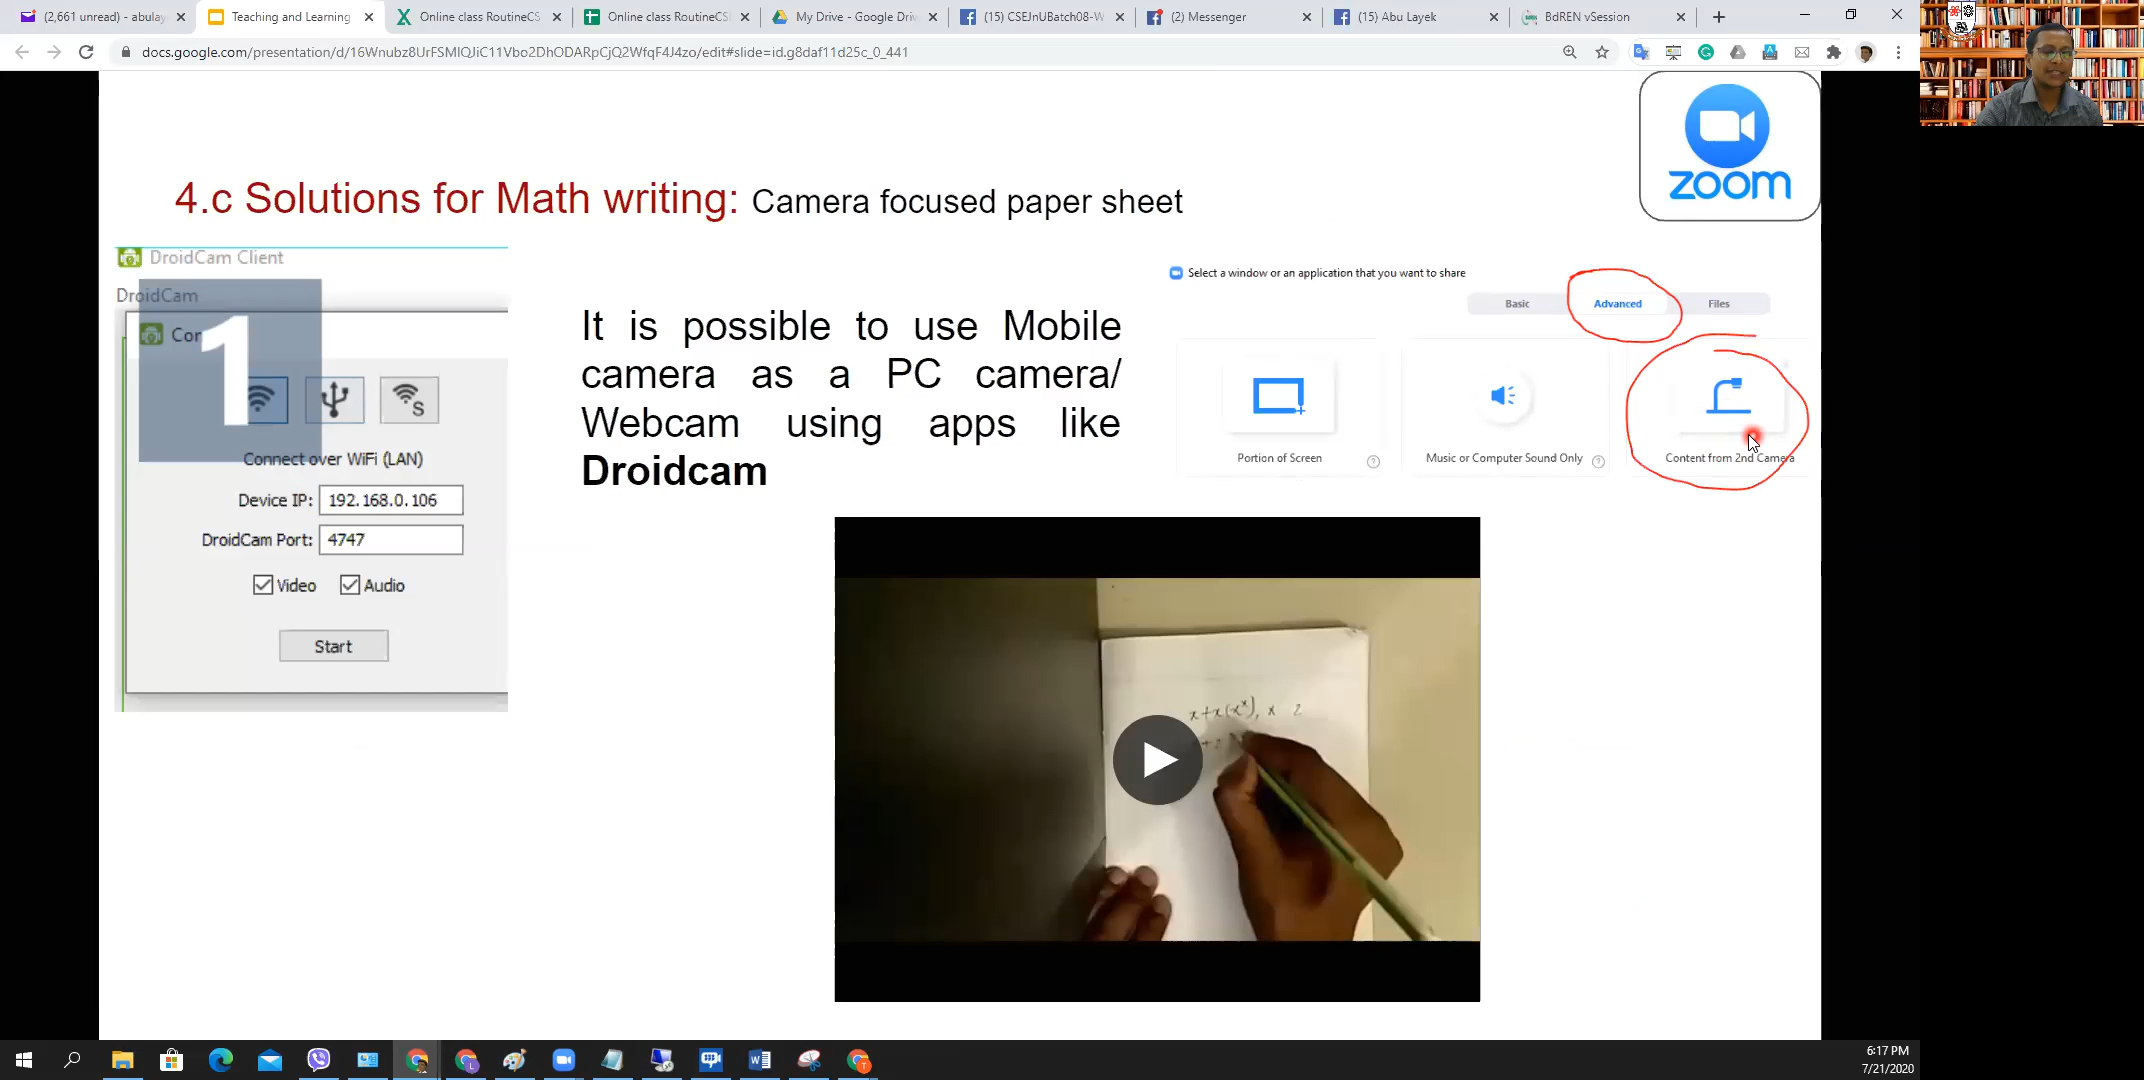 (2,661 unread) - abulay
Teaching and Learning
Online class RoutineCS
Online class RoutineCS
My Drive - Google Driv
(15) CSEJnUBatch08-W
(2) Messenger
(15) Abu Layek
BdREN vSession
docs.google.com/presentation/d/16Wnubz8UrFSMIQJiC11Vbo2DhODARpCjQ2WfqF4J4zo/edit#slide=id.g8daf11d25c_0_441
zoom
4.c Solutions for Math writing: Camera focused paper sheet
DroidCam Client
DroidCam
Con
1
S
Connect over WiFi (LAN)
Device IP: 192.168.0.106
DroidCam Port: 4747
Video Audio
Start
It is possible to use Mobile
camera as a PC camera/
Webcam using apps like
Droidcam
Select a window or an application that you want to share
Basic Advanced Files
Portion of Screen
Music or Computer Sound Only
Content from 2nd Camera
6:17 PM
7/21/2020